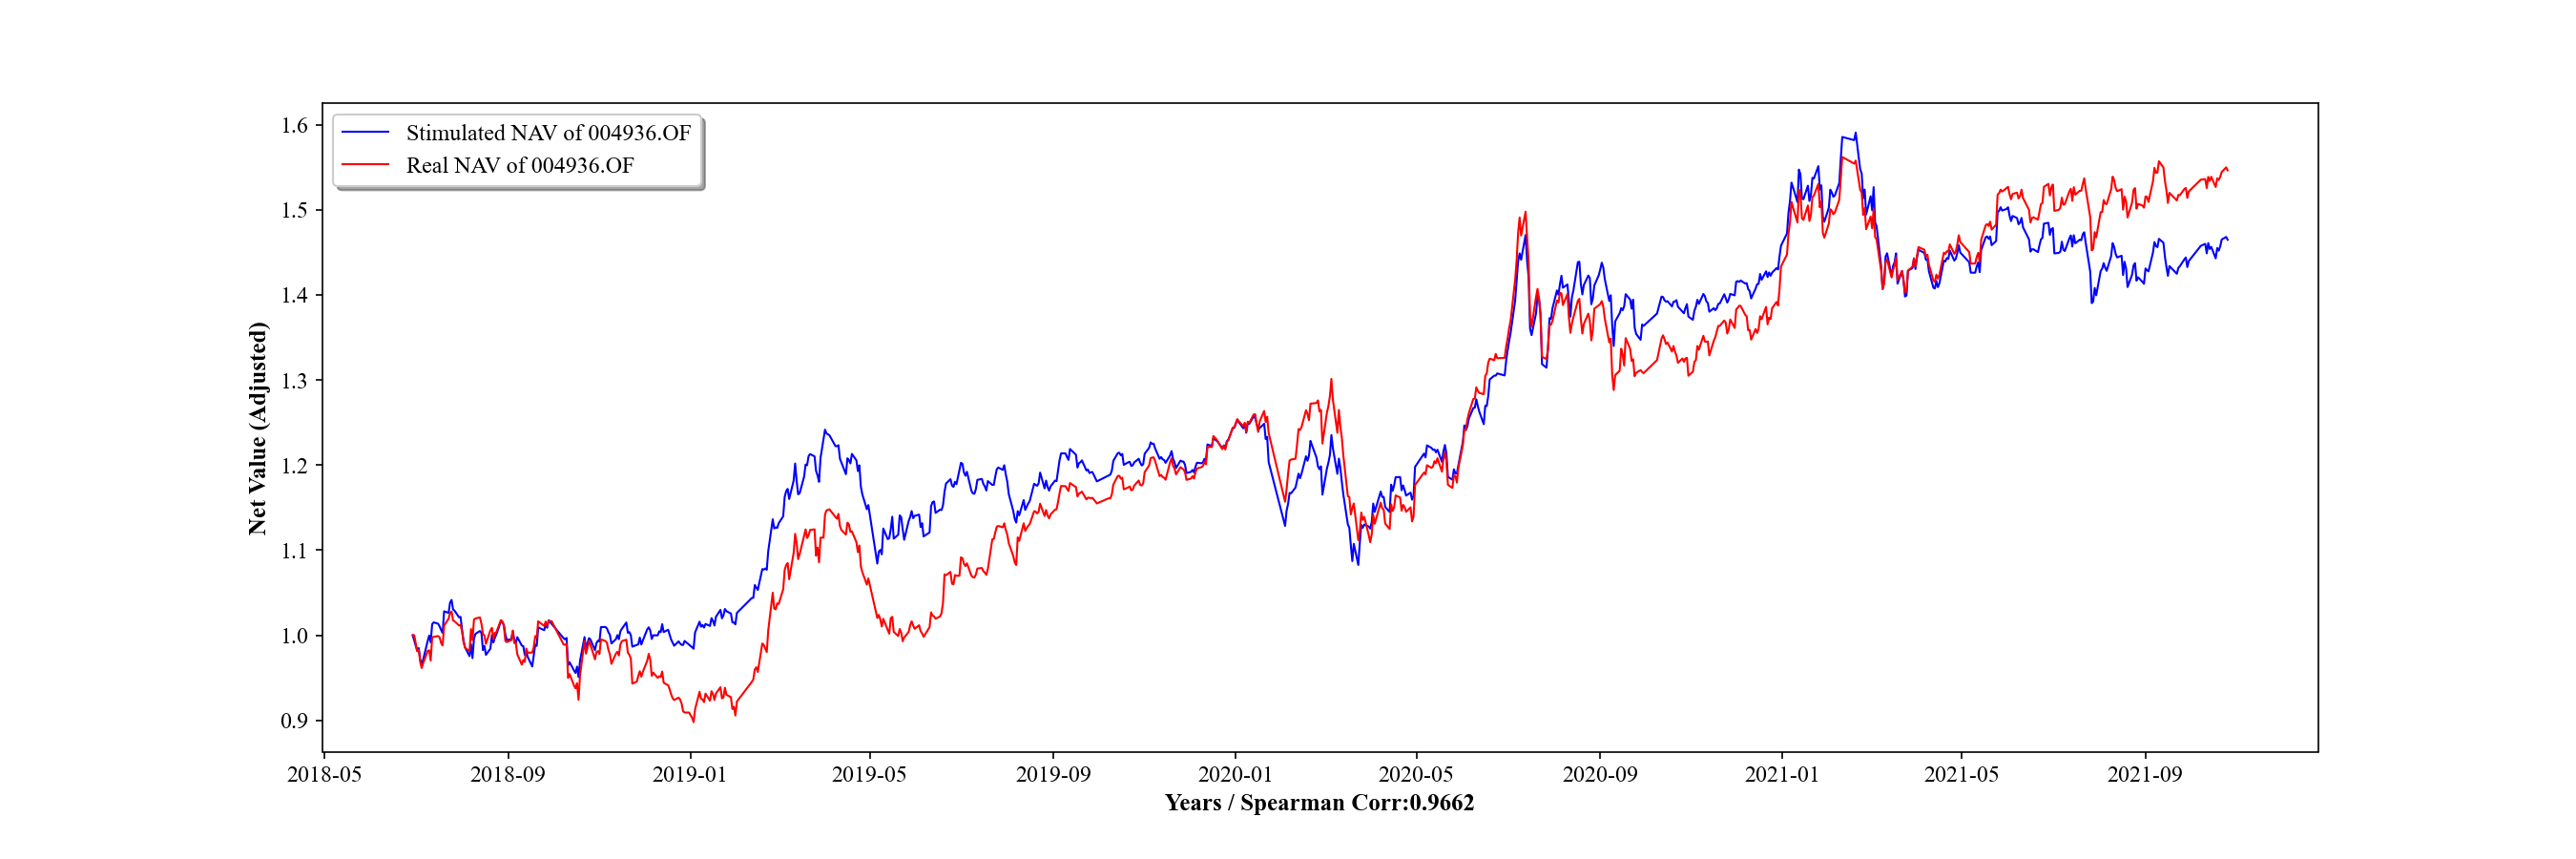 Stimulated NAV of 004936.OF
Real NAV of 004936.OF
Net Value (Adjusted)
1.6
1.5
1.4
1.3
1.2
1.1
1.0
0.9
2018-05 2018-09 2019-01 2019-05 2019-09 2020-01 2020-05 2020-09 2021-01 2021-05 2021-09
Years / Spearman Corr:0.9662